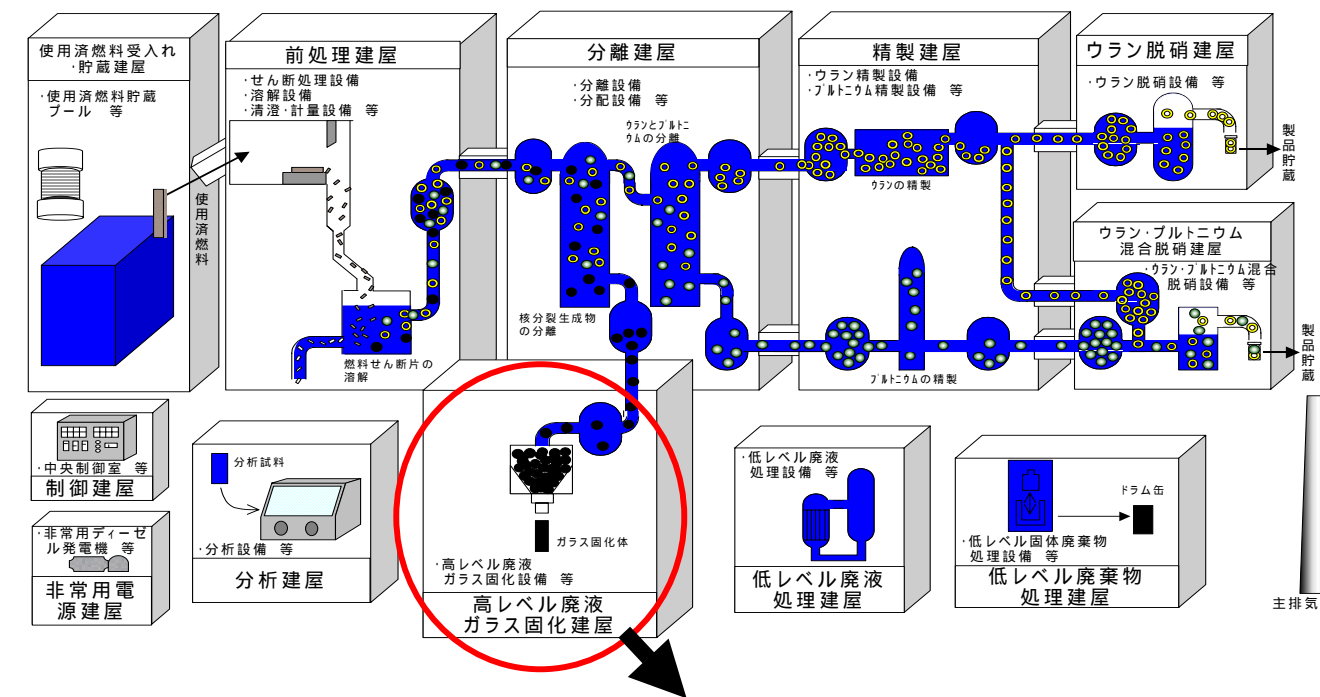 使用済燃料受入れ
・貯蔵建屋
・使用済燃料貯蔵
プール 等
使用済燃料
前処理建屋
・せん断処理設備
・溶解設備
・清澄・計量設備 等
燃料せん断片の
溶解
分離建屋
・分離設備
・分配設備 等
ウランとプルトニ
ウムの分離
核分裂生成物
の分離
精製建屋
・ウラン精製設備
・プルトニウム精製設備 等
ウランの精製
プルトニウムの精製
ウラン脱硝建屋
・ウラン脱硝設備 等
製品貯蔵
ウラン・プルトニウム
混合脱硝建屋
・ウラン・プルトニウム混合
脱硝設備 等
製品貯蔵
・中央制御室 等
制御建屋
・非常用ディーゼ
ル発電機 等
非常用電
源建屋
分析試料
・分析設備 等
分析建屋
ガラス固化体
・高レベル廃液
ガラス固化設備 等
高レベル廃液
ガラス固化建屋
・低レベル廃液
処理設備 等
低レベル廃液
処理建屋
ドラム缶
・低レベル固体廃棄物
処理設備 等
低レベル廃棄物
処理建屋
主排気